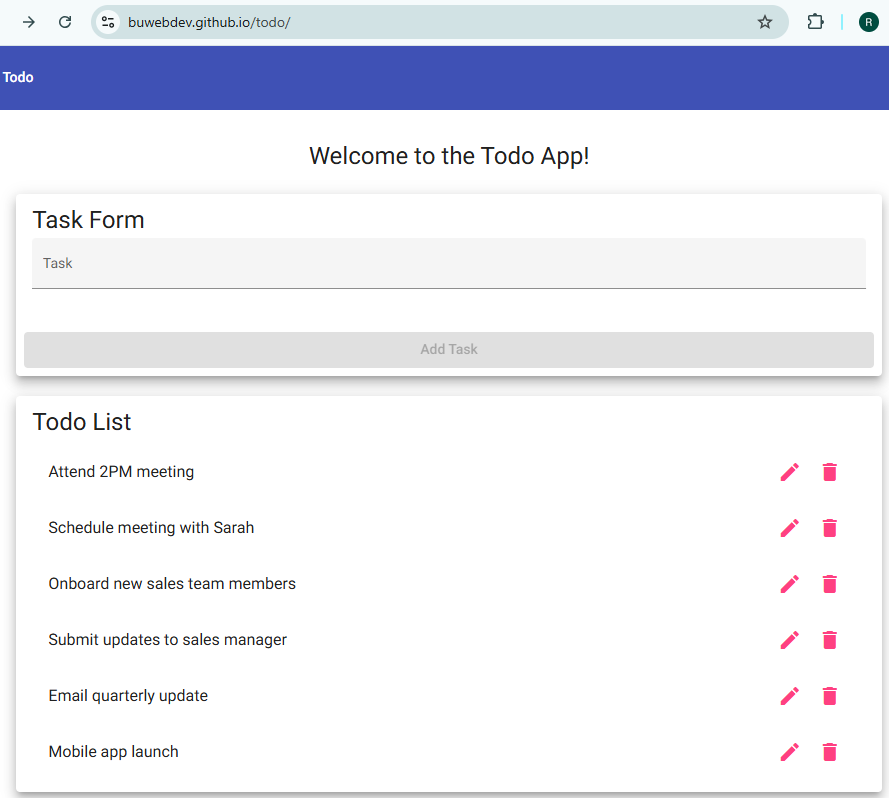 buwebdev.github.io/todo/
R
Todo
Welcome to the Todo App!
Task Form
Task
Add Task
Todo List
Attend 2PM meeting
Schedule meeting with Sarah
Onboard new sales team members
Submit updates to sales manager
Email quarterly update
Mobile app launch